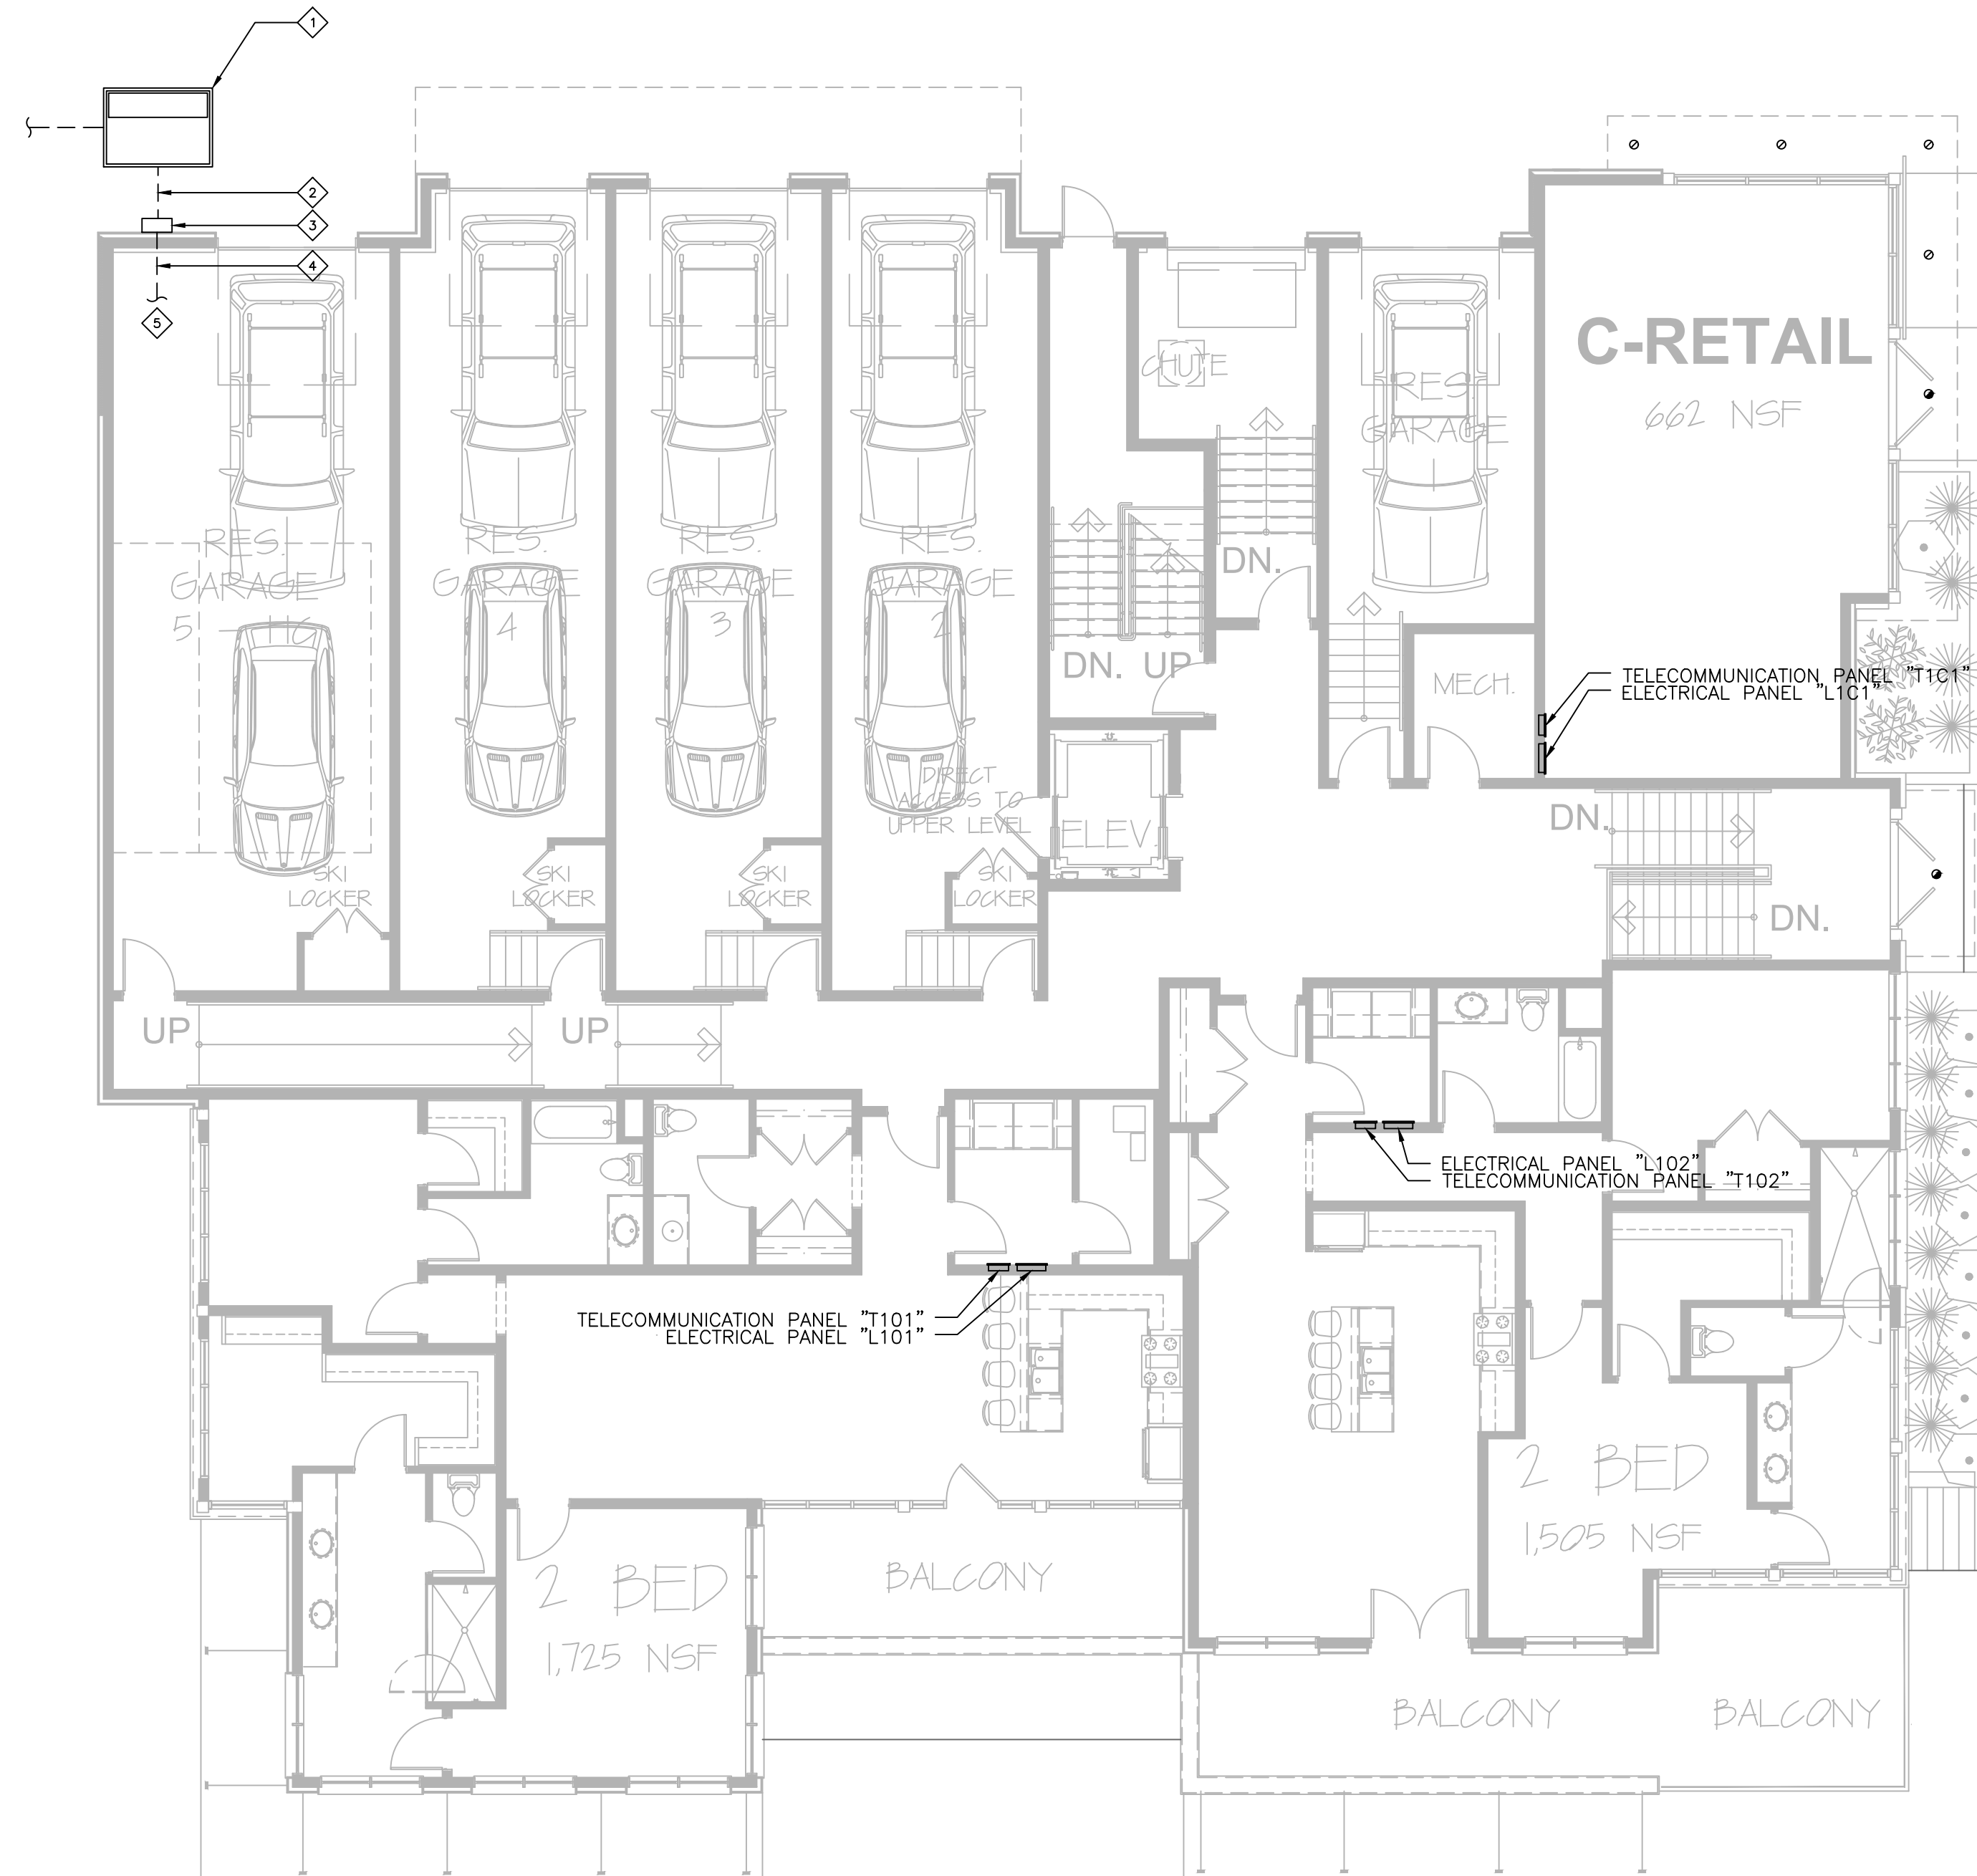 1
2
3
4
5
C-RETAIL
662 NSF
CHUTE
RES.
GARAGE
RES.
GARAGE
5 - HC
RES.
GARAGE
4
RES.
GARAGE
3
RES.
GARAGE
2
DN.
DN. UP
MECH.
TELECOMMUNICATION PANEL "T1C1"
ELECTRICAL PANEL "L1C1"
DIRECT
ACCESS TO
UPPER LEVEL
ELEV.
DN.
SKI
LOCKER
SKI
LOCKER
SKI
LOCKER
SKI
LOCKER
DN.
UP
UP
ELECTRICAL PANEL "L102"
TELECOMMUNICATION PANEL "T102"
TELECOMMUNICATION PANEL "T101"
ELECTRICAL PANEL "L101"
2 BED
1,505 NSF
2 BED
1,725 NSF
BALCONY
BALCONY
BALCONY